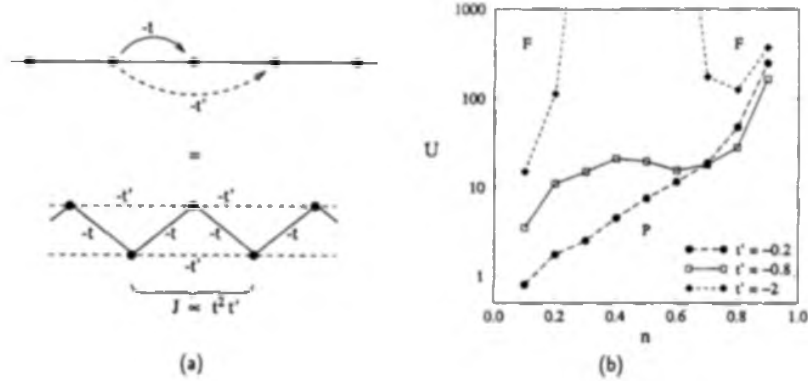 -t
-t'
=
-t' -t'
-t -t -t -t
-t'
J ∝ t² t'
(a)
1000
100
10
1
U
F F
P
t' = -0.2
t' = -0.8
t' = -2
0.0 0.2 0.4 0.6 0.8 1.0
n
(b)